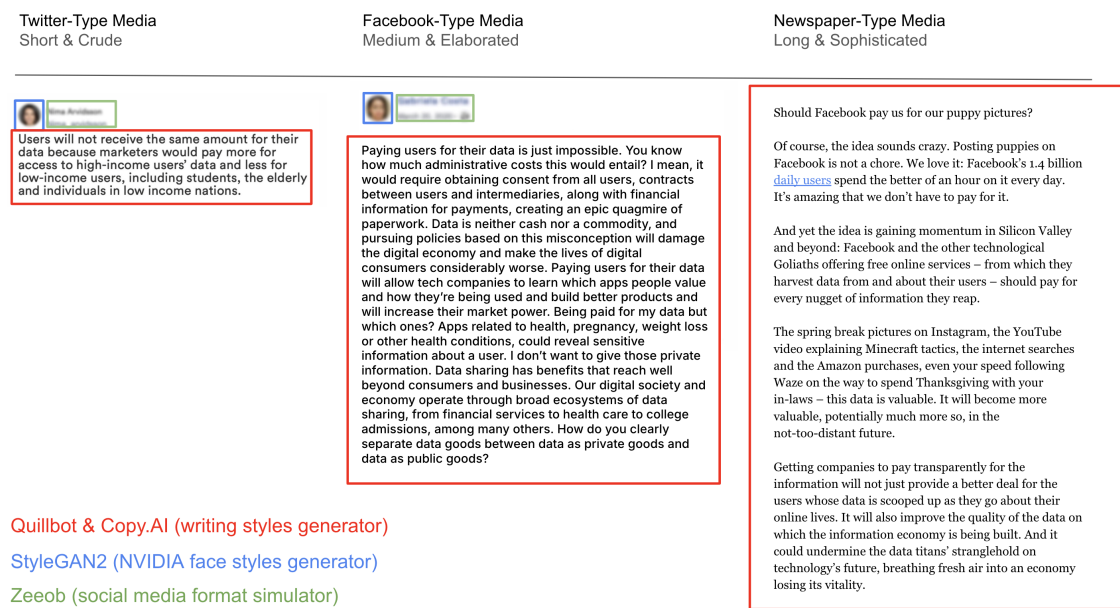 Twitter-Type Media
Short & Crude
Facebook-Type Media
Medium & Elaborated
Newspaper-Type Media
Long & Sophisticated
Users will not receive the same amount for their
data because marketers would pay more for
access to high-income users’ data and less for
low-income users, including students, the elderly
and individuals in low income nations.
Paying users for their data is just impossible. You know
how much administrative costs this would entail? I mean, it
would require obtaining consent from all users, contracts
between users and intermediaries, along with financial
information for payments, creating an epic quagmire of
paperwork. Data is neither cash nor a commodity, and
pursuing policies based on this misconception will damage
the digital economy and make the lives of digital
consumers considerably worse. Paying users for their data
will allow tech companies to learn which apps people value
and how they’re being used and build better products and
will increase their market power. Being paid for my data but
which ones? Apps related to health, pregnancy, weight loss
or other health conditions, could reveal sensitive
information about a user. I don’t want to give those private
information. Data sharing has benefits that reach well
beyond consumers and businesses. Our digital society and
economy operate through broad ecosystems of data
sharing, from financial services to health care to college
admissions, among many others. How do you clearly
separate data goods between data as private goods and
data as public goods?
Should Facebook pay us for our puppy pictures?
Of course, the idea sounds crazy. Posting puppies on
Facebook is not a chore. We love it: Facebook’s 1.4 billion
daily users spend the better of an hour on it every day.
It’s amazing that we don’t have to pay for it.
And yet the idea is gaining momentum in Silicon Valley
and beyond: Facebook and the other technological
Goliaths offering free online services – from which they
harvest data from and about their users – should pay for
every nugget of information they reap.
The spring break pictures on Instagram, the YouTube
video explaining Minecraft tactics, the internet searches
and the Amazon purchases, even your speed following
Waze on the way to spend Thanksgiving with your
in-laws – this data is valuable. It will become more
valuable, potentially much more so, in the
not-too-distant future.
Getting companies to pay transparently for the
information will not just provide a better deal for the
users whose data is scooped up as they go about their
online lives. It will also improve the quality of the data on
which the information economy is being built. And it
could undermine the data titans’ stranglehold on
technology’s future, breathing fresh air into an economy
losing its vitality.
Quillbot & Copy.AI (writing styles generator)
StyleGAN2 (NVIDIA face styles generator)
Zeeob (social media format simulator)